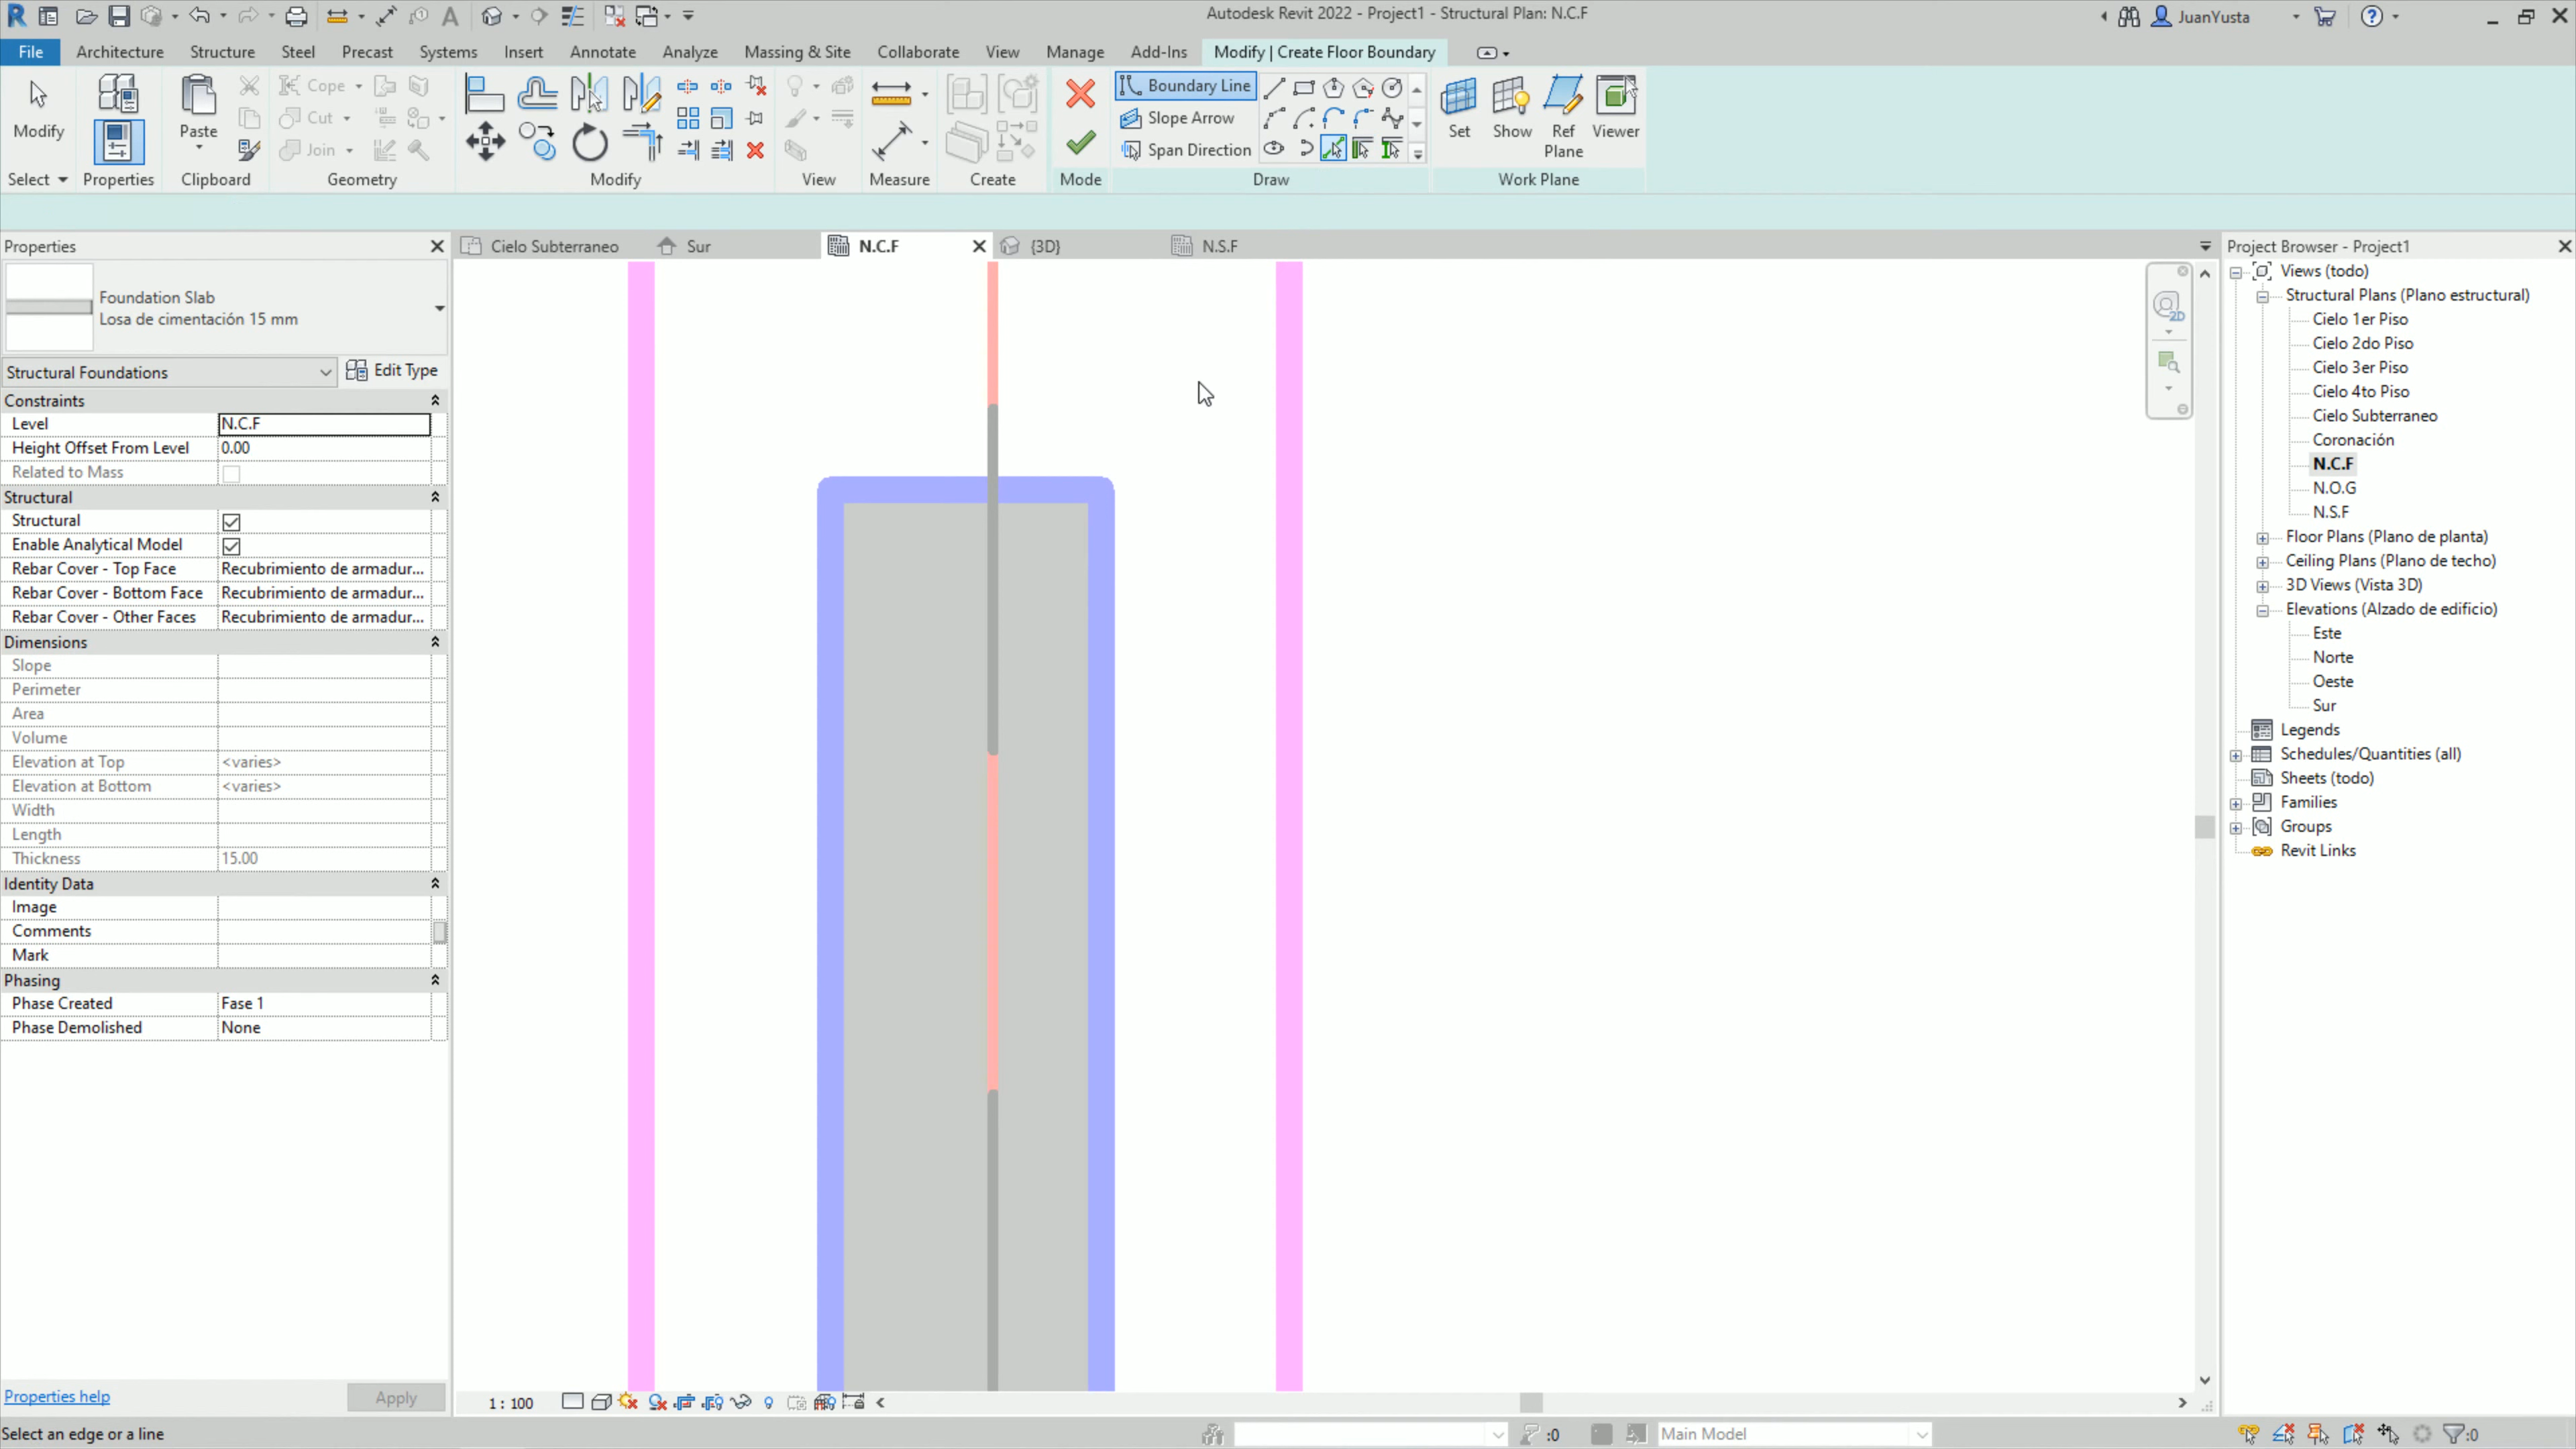 Autodesk Revit 2022 - Project1 - Structural Plan: N.C.F
JuanYusta
File Architecture Structure Steel Precast Systems Insert Annotate Analyze Massing & Site Collaborate View Manage Add-Ins Modify | Create Floor Boundary
Modify
Paste
Cope
Cut
Join
Boundary Line
Slope Arrow
Span Direction
Set
Show
Ref Plane
Viewer
Select Properties Clipboard Geometry Modify View Measure Create Mode Draw Work Plane
Properties
Foundation Slab
Losa de cimentación 15 mm
Structural Foundations
Edit Type
Constraints
Level N.C.F
Height Offset From Level 0.00
Related to Mass
Structural
Structural
Enable Analytical Model
Rebar Cover - Top Face Recubrimiento de armadur...
Rebar Cover - Bottom Face Recubrimiento de armadur...
Rebar Cover - Other Faces Recubrimiento de armadur...
Dimensions
Slope
Perimeter
Area
Volume
Elevation at Top <varies>
Elevation at Bottom <varies>
Width
Length
Thickness 15.00
Identity Data
Image
Comments
Mark
Phasing
Phase Created Fase 1
Phase Demolished None
Properties help
Apply
Cielo Subterraneo
Sur
N.C.F
{3D}
N.S.F
2D
1 : 100
Project Browser - Project1
Views (todo)
Structural Plans (Plano estructural)
Cielo 1er Piso
Cielo 2do Piso
Cielo 3er Piso
Cielo 4to Piso
Cielo Subterraneo
Coronación
N.C.F
N.O.G
N.S.F
Floor Plans (Plano de planta)
Ceiling Plans (Plano de techo)
3D Views (Vista 3D)
Elevations (Alzado de edificio)
Este
Norte
Oeste
Sur
Legends
Schedules/Quantities (all)
Sheets (todo)
Families
Groups
Revit Links
Select an edge or a line
:0
Main Model
:0